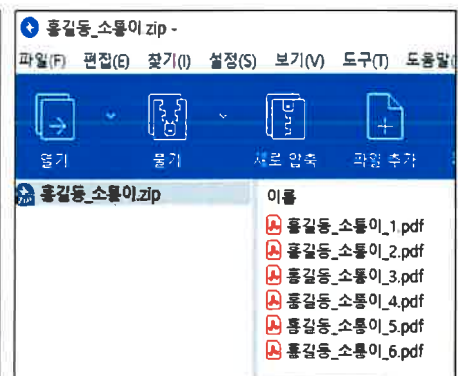 홍길동_소통이 zip -
파일(F) 편집(E) 찾기(I) 설정(S) 보기(V) 도구(T) 도움말(
열기 풀기 새로 압축 파일 추가
홍길동_소통이.zip
이름
홍길동_소통이_1.pdf
홍길동_소통이_2.pdf
홍길동_소통이_3.pdf
홍길동_소통이_4.pdf
홍길동_소통이_5.pdf
홍길동_소통이_6.pdf